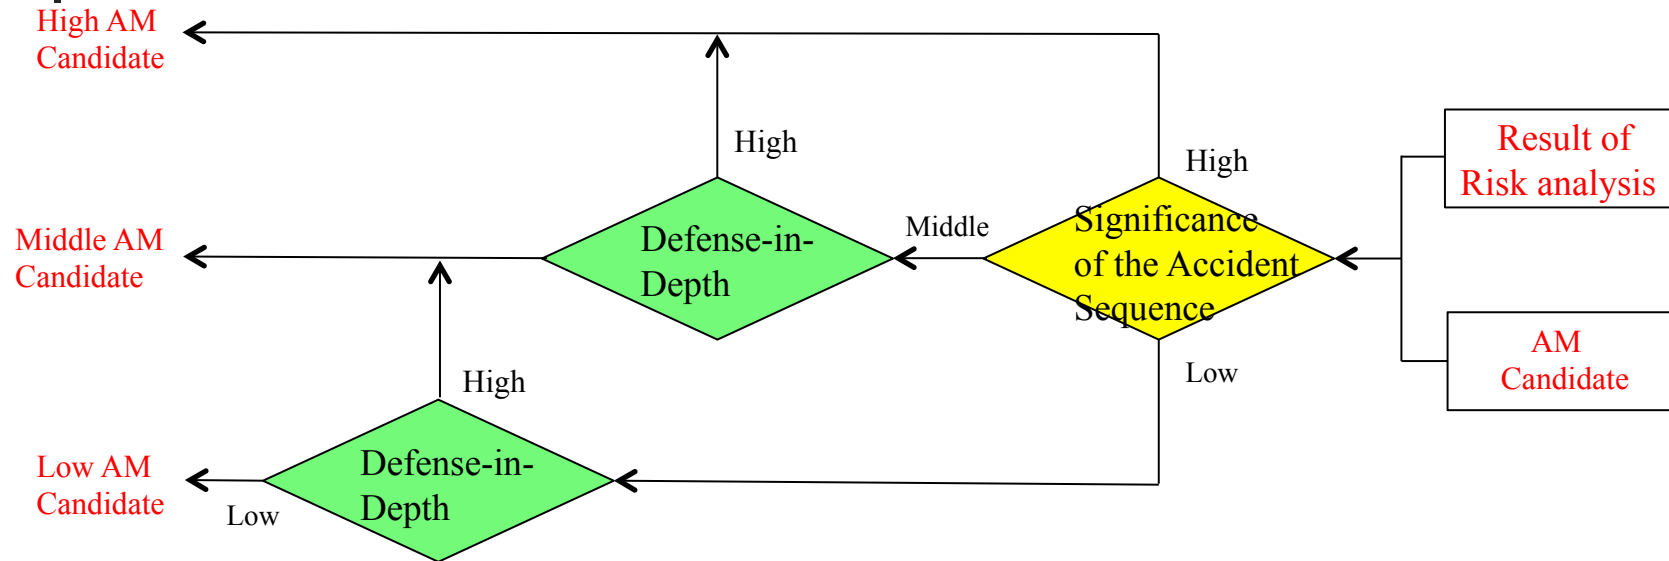 High AM
Candidate
High
High
Result of
Risk analysis
Middle AM
Candidate
Defense-in-
Depth
Middle
Significance
of the Accident
Sequence
AM
Candidate
High
Low
Low AM
Candidate
Low
Defense-in-
Depth